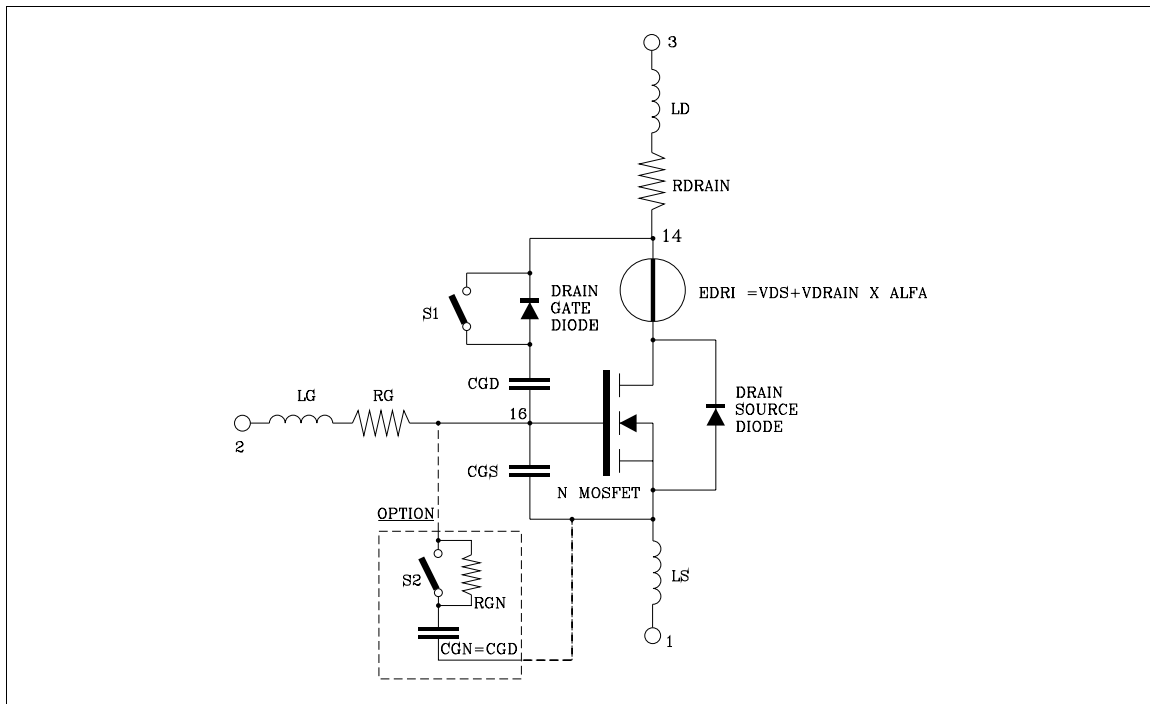 3
LD
RDRAIN
14
EDRI =VDS+VDRAIN X ALFA
DRAIN
GATE
DIODE
S1
CGD
LG
RG
16
2
DRAIN
SOURCE
DIODE
CGS
N MOSFET
OPTION
S2
RGN
CGN=CGD
LS
1